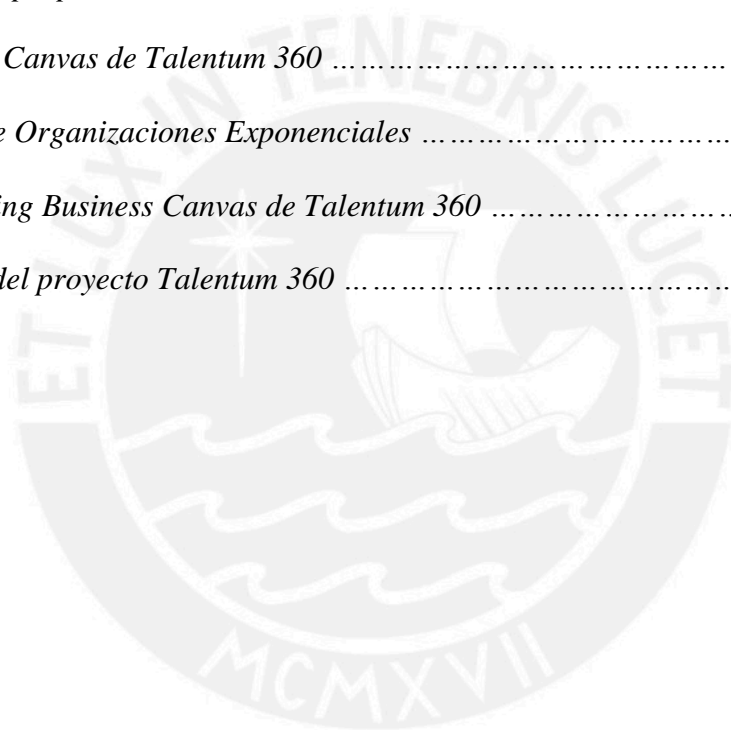 Canvas de Talentum 360 ……………………………………
e Organizaciones Exponenciales ……………………………
ing Business Canvas de Talentum 360 ………………………
del proyecto Talentum 360 ……………………………………
ET LUX IN TENEBRIS LUCET
MCMXVII